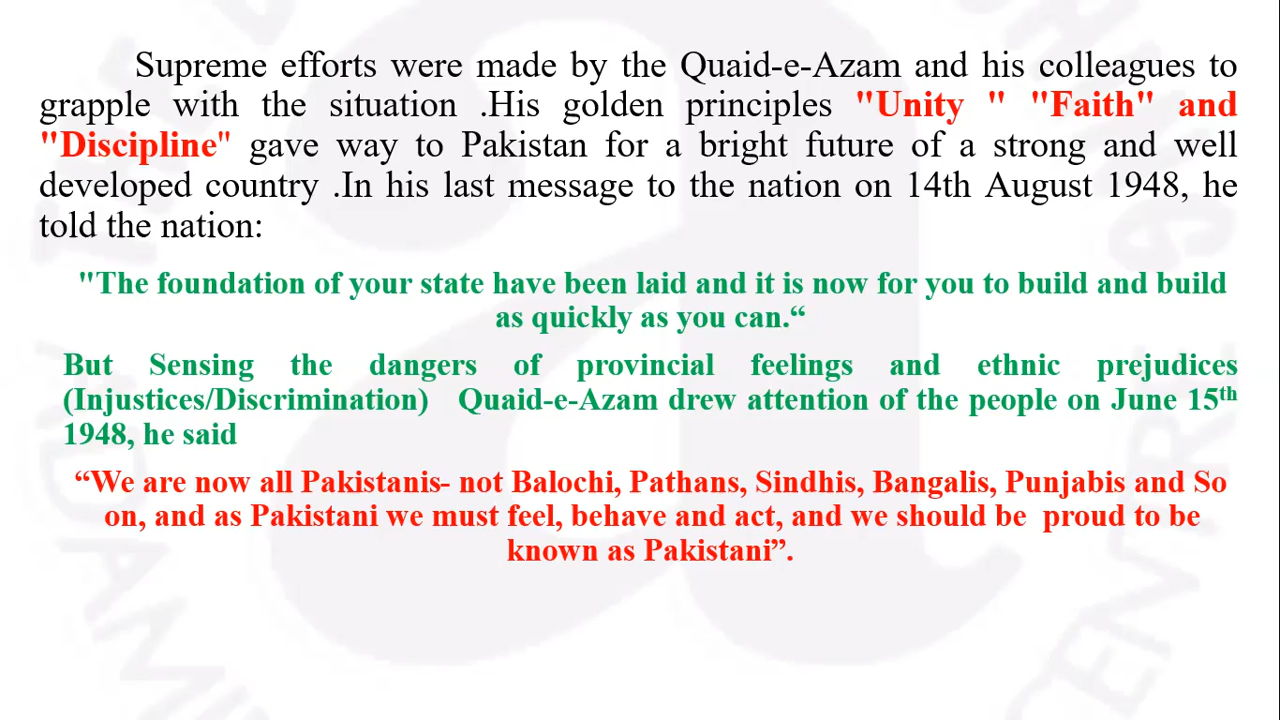 Supreme efforts were made by the Quaid-e-Azam and his colleagues to
grapple with the situation .His golden principles "Unity " "Faith" and
"Discipline" gave way to Pakistan for a bright future of a strong and well
developed country .In his last message to the nation on 14th August 1948, he
told the nation:
"The foundation of your state have been laid and it is now for you to build and build
as quickly as you can.“
But Sensing the dangers of provincial feelings and ethnic prejudices
(Injustices/Discrimination) Quaid-e-Azam drew attention of the people on June 15th
1948, he said
“We are now all Pakistanis- not Balochi, Pathans, Sindhis, Bangalis, Punjabis and So
on, and as Pakistani we must feel, behave and act, and we should be proud to be
known as Pakistani”.